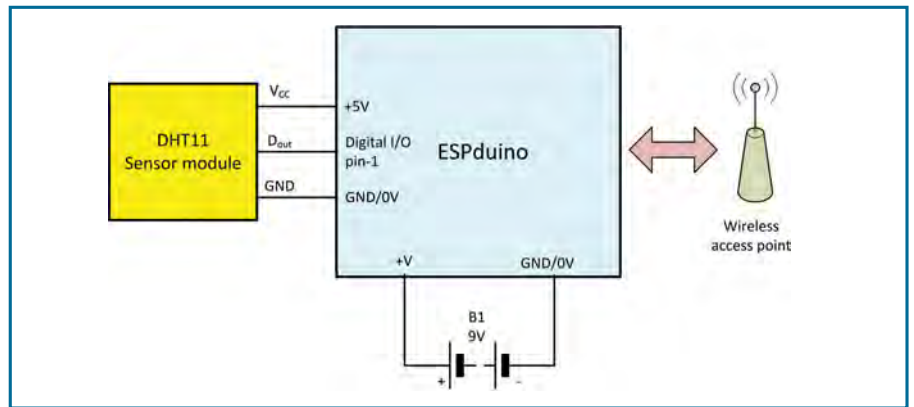 DHT11
Sensor module
Vcc
Dout
GND
+5V
Digital I/O
pin-1
GND/0V
ESPduino
+V
GND/0V
B1
9V
+
-
Wireless
access point